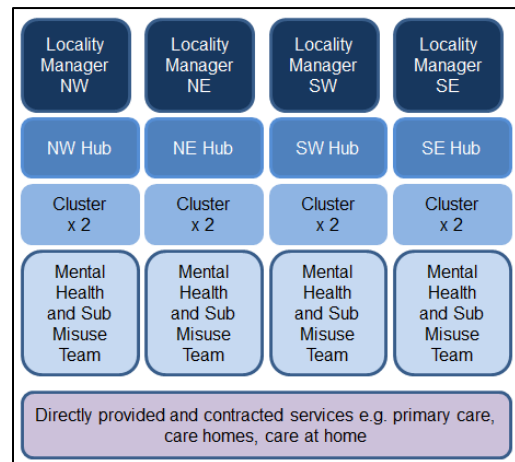 Locality
Manager
NW
Locality
Manager
NE
Locality
Manager
SW
Locality
Manager
SE
NW Hub
NE Hub
SW Hub
SE Hub
Cluster
x 2
Cluster
x 2
Cluster
x 2
Cluster
x 2
Mental
Health
and Sub
Misuse
Team
Mental
Health
and Sub
Misuse
Team
Mental
Health
and Sub
Misuse
Team
Mental
Health
and Sub
Misuse
Team
Directly provided and contracted services e.g. primary care,
care homes, care at home